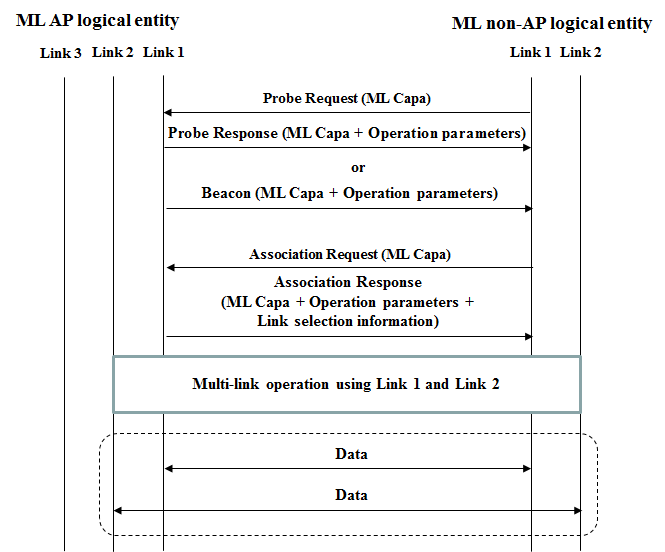 ML AP logical entity
ML non-AP logical entity
Link 3 Link 2 Link 1
Link 1 Link 2
Probe Request (ML Capa)
Probe Response (ML Capa + Operation parameters)
or
Beacon (ML Capa + Operation parameters)
Association Request (ML Capa)
Association Response
(ML Capa + Operation parameters +
Link selection information)
Multi-link operation using Link 1 and Link 2
Data
Data